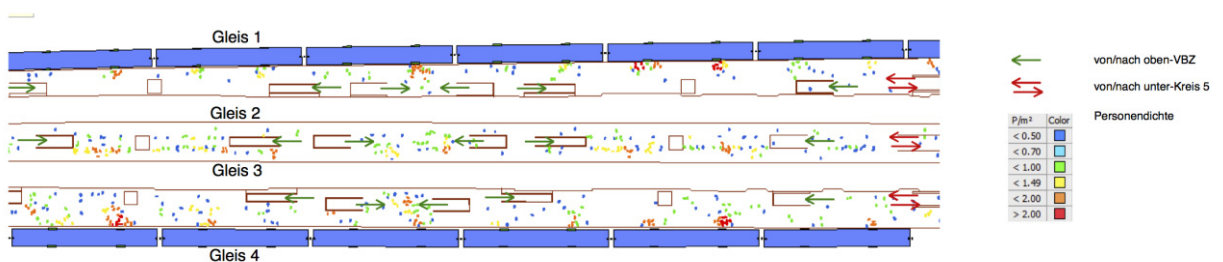 Gleis 1
Gleis 2
Gleis 3
Gleis 4
von/nach oben-VBZ
von/nach unter-Kreis 5
Personendichte
P/m² Color
< 0.50
< 0.70
< 1.00
< 1.49
< 2.00
> 2.00